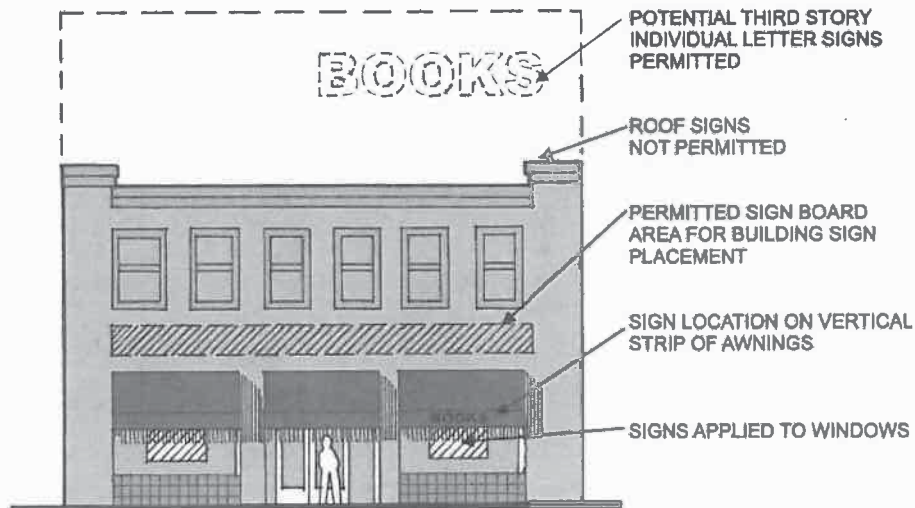 POTENTIAL THIRD STORY
INDIVIDUAL LETTER SIGNS
PERMITTED
BOOKS
ROOF SIGNS
NOT PERMITTED
PERMITTED SIGN BOARD
AREA FOR BUILDING SIGN
PLACEMENT
SIGN LOCATION ON VERTICAL
STRIP OF AWNINGS
BOOKS
SIGNS APPLIED TO WINDOWS